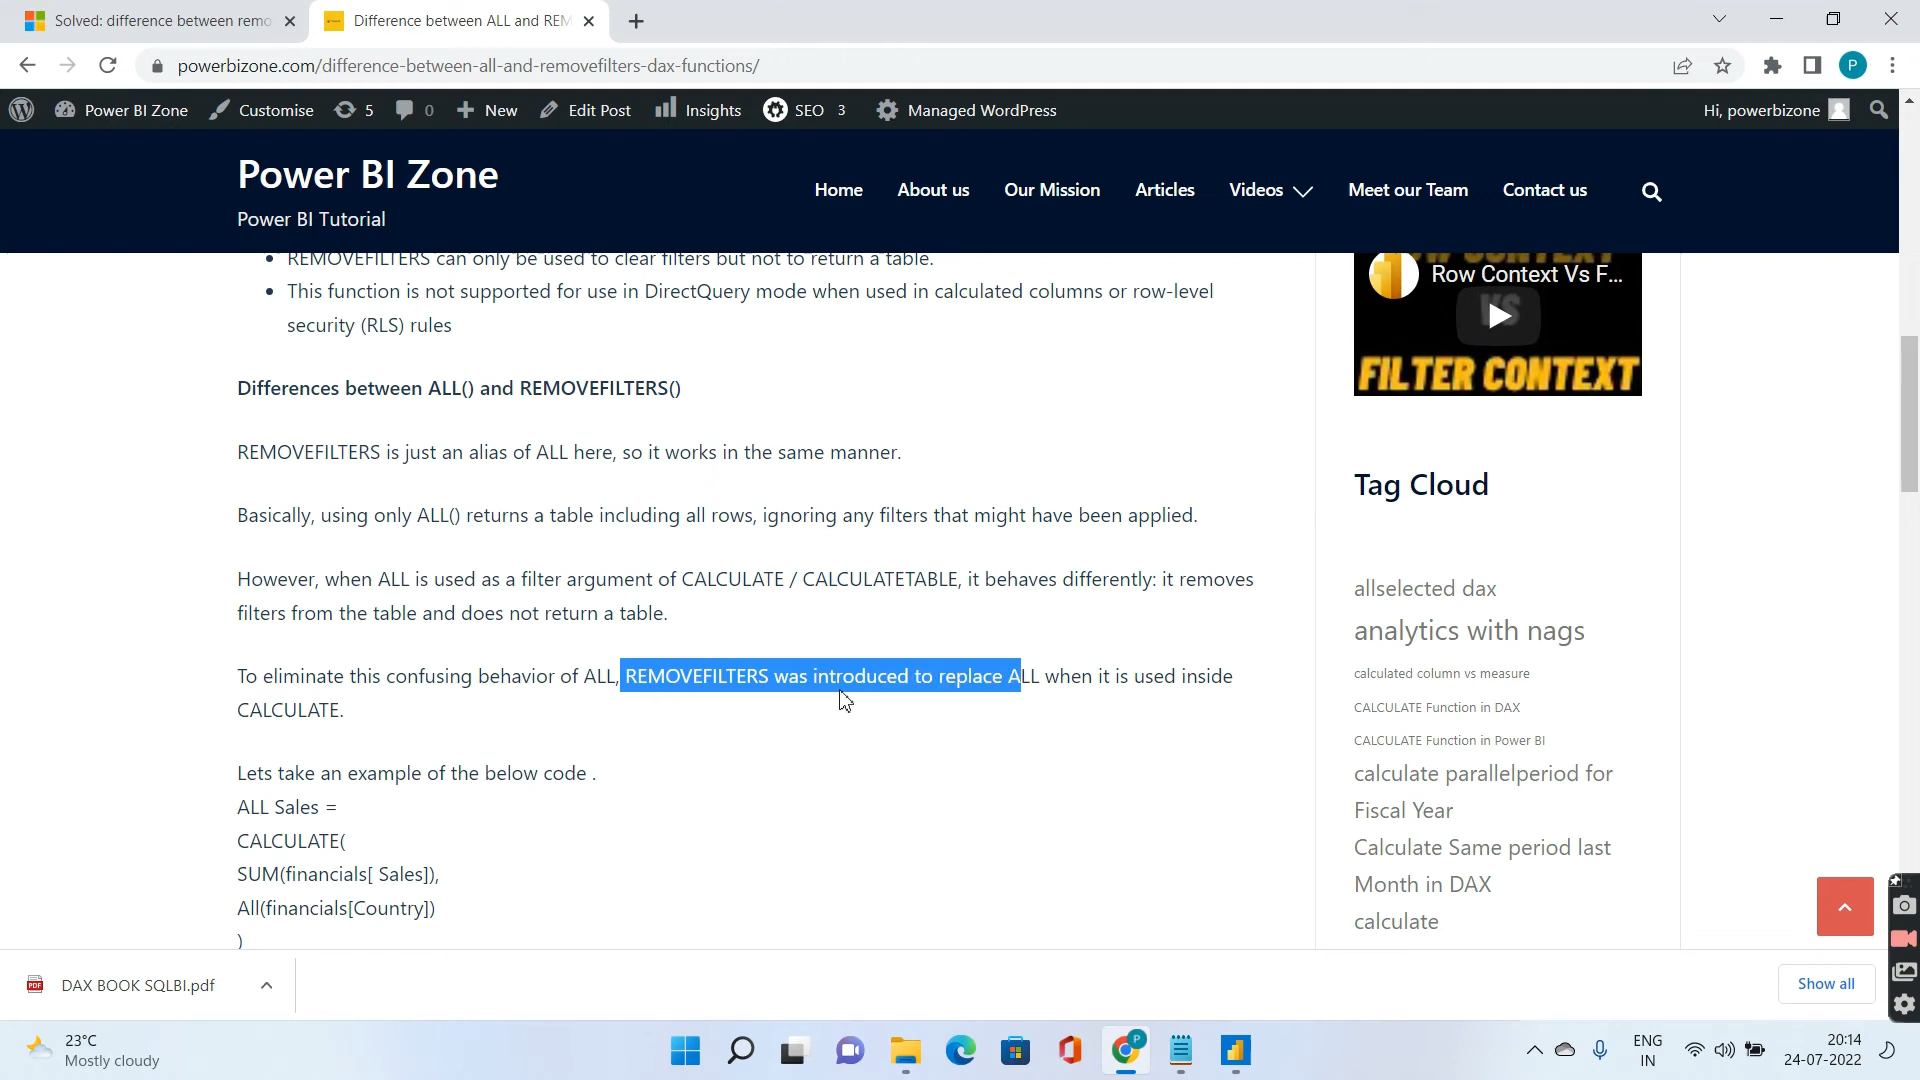 Solved: difference between remo
Difference between ALL and REM
powerbizone.com/difference-between-all-and-removefilters-dax-functions/
P
Power BI Zone
Customise
5
0
New
Edit Post
Insights
SEO 3
Managed WordPress
Hi, powerbizone
Power BI Zone
Power BI Tutorial
Home
About us
Our Mission
Articles
Videos
Meet our Team
Contact us
REMOVEFILTERS can only be used to clear filters but not to return a table.
This function is not supported for use in DirectQuery mode when used in calculated columns or row-level
security (RLS) rules
Differences between ALL() and REMOVEFILTERS()
REMOVEFILTERS is just an alias of ALL here, so it works in the same manner.
Basically, using only ALL() returns a table including all rows, ignoring any filters that might have been applied.
However, when ALL is used as a filter argument of CALCULATE / CALCULATETABLE, it behaves differently: it removes
filters from the table and does not return a table.
To eliminate this confusing behavior of ALL, REMOVEFILTERS was introduced to replace ALL when it is used inside
CALCULATE.
Lets take an example of the below code .
ALL Sales =
CALCULATE(
SUM(financials[ Sales]),
All(financials[Country])
)
Row Context Vs F...
VS
FILTER CONTEXT
Tag Cloud
allselected dax
analytics with nags
calculated column vs measure
CALCULATE Function in DAX
CALCULATE Function in Power BI
calculate parallelperiod for
Fiscal Year
Calculate Same period last
Month in DAX
calculate
DAX BOOK SQLBI.pdf
Show all
23°C
Mostly cloudy
ENG
IN
20:14
24-07-2022